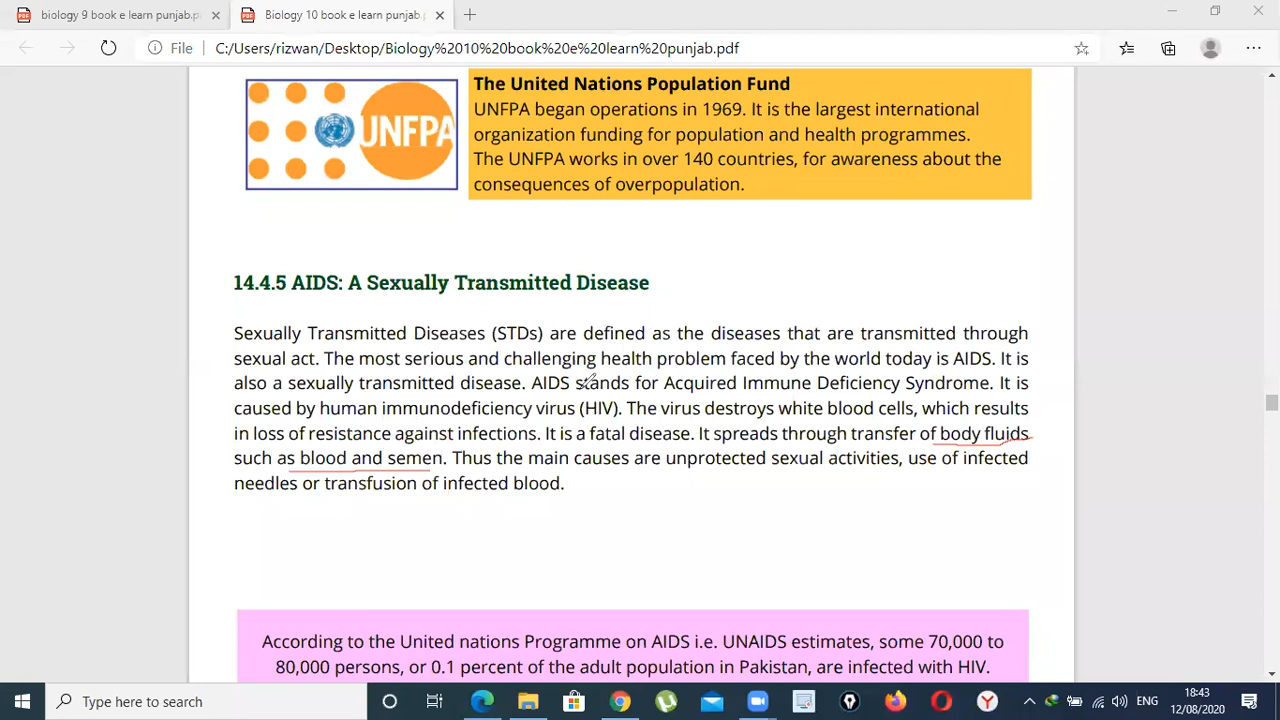 biology 9 book e learn punjab.p
Biology 10 book e learn punjab.
File
C:/Users/rizwan/Desktop/Biology%2010%20book%20e%20learn%20punjab.pdf
UNFPA
The United Nations Population Fund
UNFPA began operations in 1969. It is the largest international
organization funding for population and health programmes.
The UNFPA works in over 140 countries, for awareness about the
consequences of overpopulation.
14.4.5 AIDS: A Sexually Transmitted Disease
Sexually Transmitted Diseases (STDs) are defined as the diseases that are transmitted through
sexual act. The most serious and challenging health problem faced by the world today is AIDS. It is
also a sexually transmitted disease. AIDS stands for Acquired Immune Deficiency Syndrome. It is
caused by human immunodeficiency virus (HIV). The virus destroys white blood cells, which results
in loss of resistance against infections. It is a fatal disease. It spreads through transfer of body fluids
such as blood and semen. Thus the main causes are unprotected sexual activities, use of infected
needles or transfusion of infected blood.
According to the United nations Programme on AIDS i.e. UNAIDS estimates, some 70,000 to
80,000 persons, or 0.1 percent of the adult population in Pakistan, are infected with HIV.
Type here to search
ENG
18:43
12/08/2020